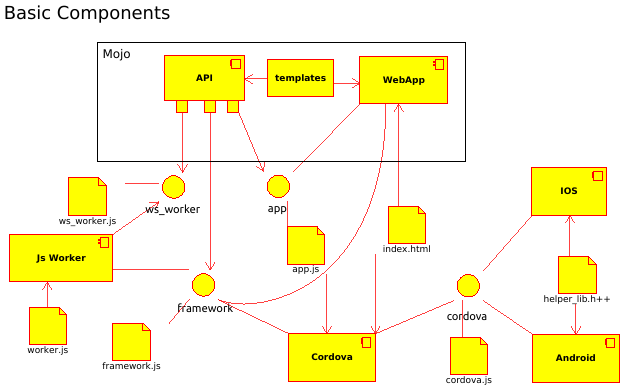 Basic Components
Mojo
API
templates
WebApp
IOS
ws_worker.js
ws_worker
app
index.html
Js Worker
app.js
helper_lib.h++
framework
cordova
worker.js
framework.js
Cordova
cordova.js
Android